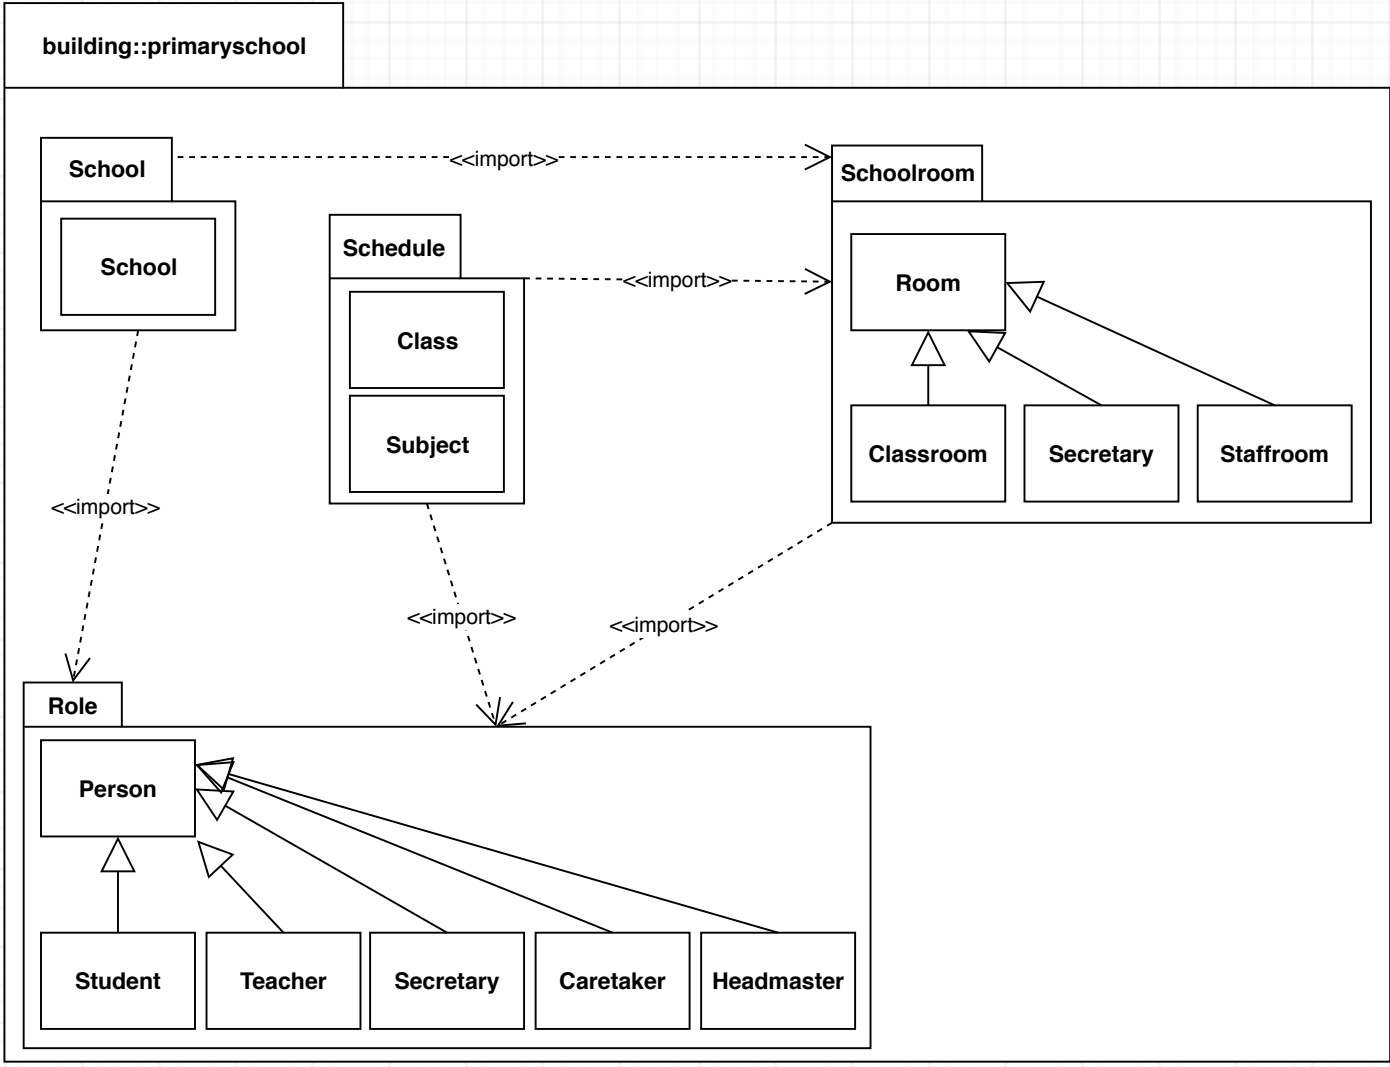 building::primaryschool
School
<<import>>
Schoolroom
School
Schedule
<<import>>
Room
Class
Subject
Classroom
Secretary
Staffroom
<<import>>
<<import>>
<<import>>
Role
Person
Student
Teacher
Secretary
Caretaker
Headmaster